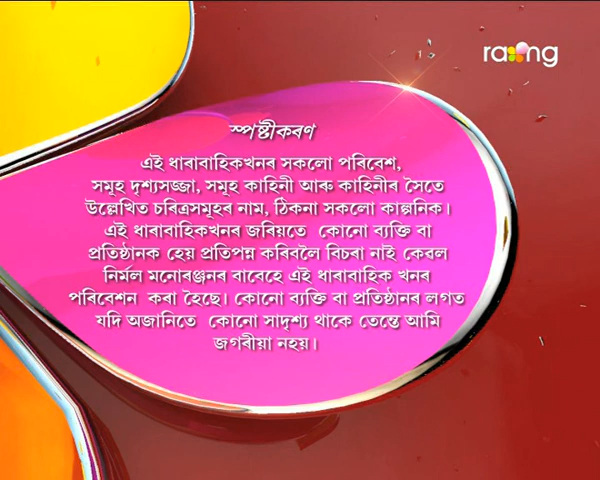 rang
স্পষ্টীকৰণ
এই ধাৰাবাহিকখনৰ সকলো পৰিবেশ,
সমূহ দৃশ্যসজ্জা, সমূহ কাহিনী আৰু কাহিনীৰ সৈতে
উল্লেখিত চৰিত্ৰসমূহৰ নাম, ঠিকনা সকলো কাল্পনিক।
এই ধাৰাবাহিকখনৰ জৰিয়তে কোনো ব্যক্তি বা
প্ৰতিষ্ঠানক হেয় প্ৰতিপন্ন কৰিবলৈ বিচৰা নাই কেৱল
নিৰ্মল মনোৰঞ্জনৰ বাবেহে এই ধাৰাবাহিক খনৰ
পৰিবেশন কৰা হৈছে। কোনো ব্যক্তি বা প্ৰতিষ্ঠানৰ লগত
যদি অজানিতে কোনো সাদৃশ্য থাকে তেন্তে আমি
জগৰীয়া নহয়।